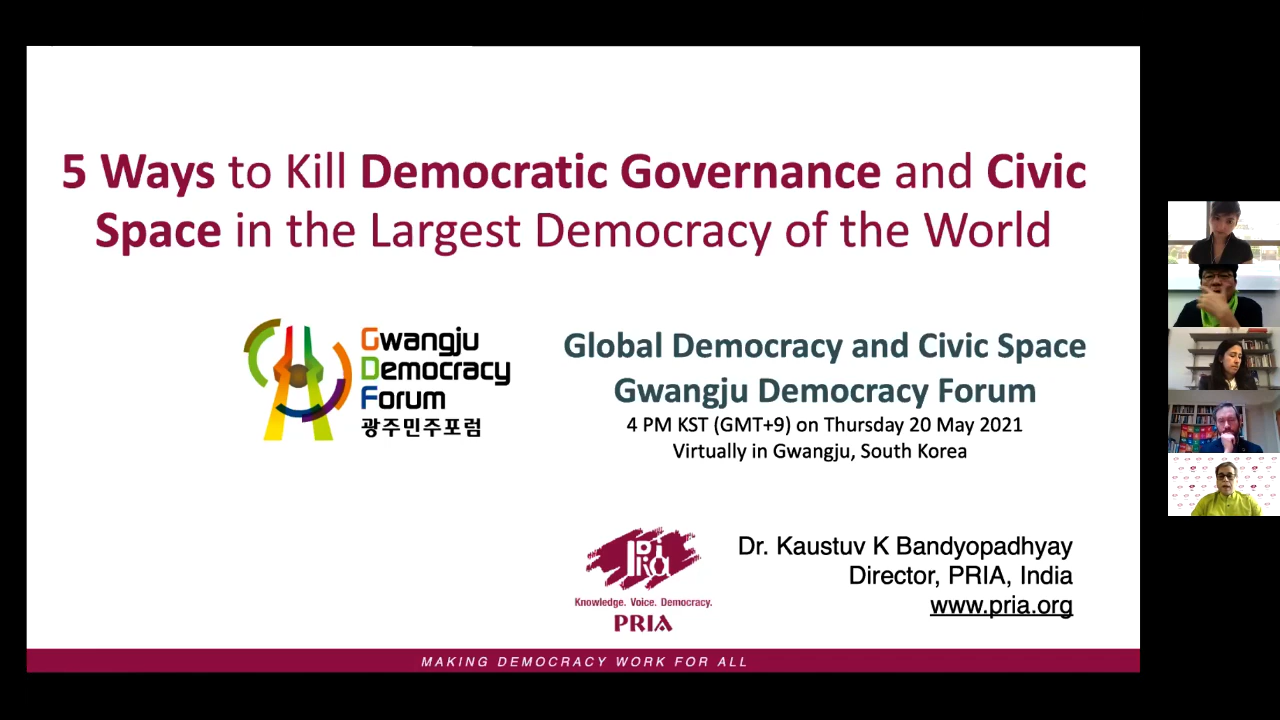 5 Ways to Kill Democratic Governance and Civic
Space in the Largest Democracy of the World
Gwangju
Democracy
Forum
광주민주포럼
Global Democracy and Civic Space
Gwangju Democracy Forum
4 PM KST (GMT+9) on Thursday 20 May 2021
Virtually in Gwangju, South Korea
Pria
Knowledge. Voice. Democracy.
PRIA
Dr. Kaustuv K Bandyopadhyay
Director, PRIA, India
www.pria.org
MAKING DEMOCRACY WORK FOR ALL